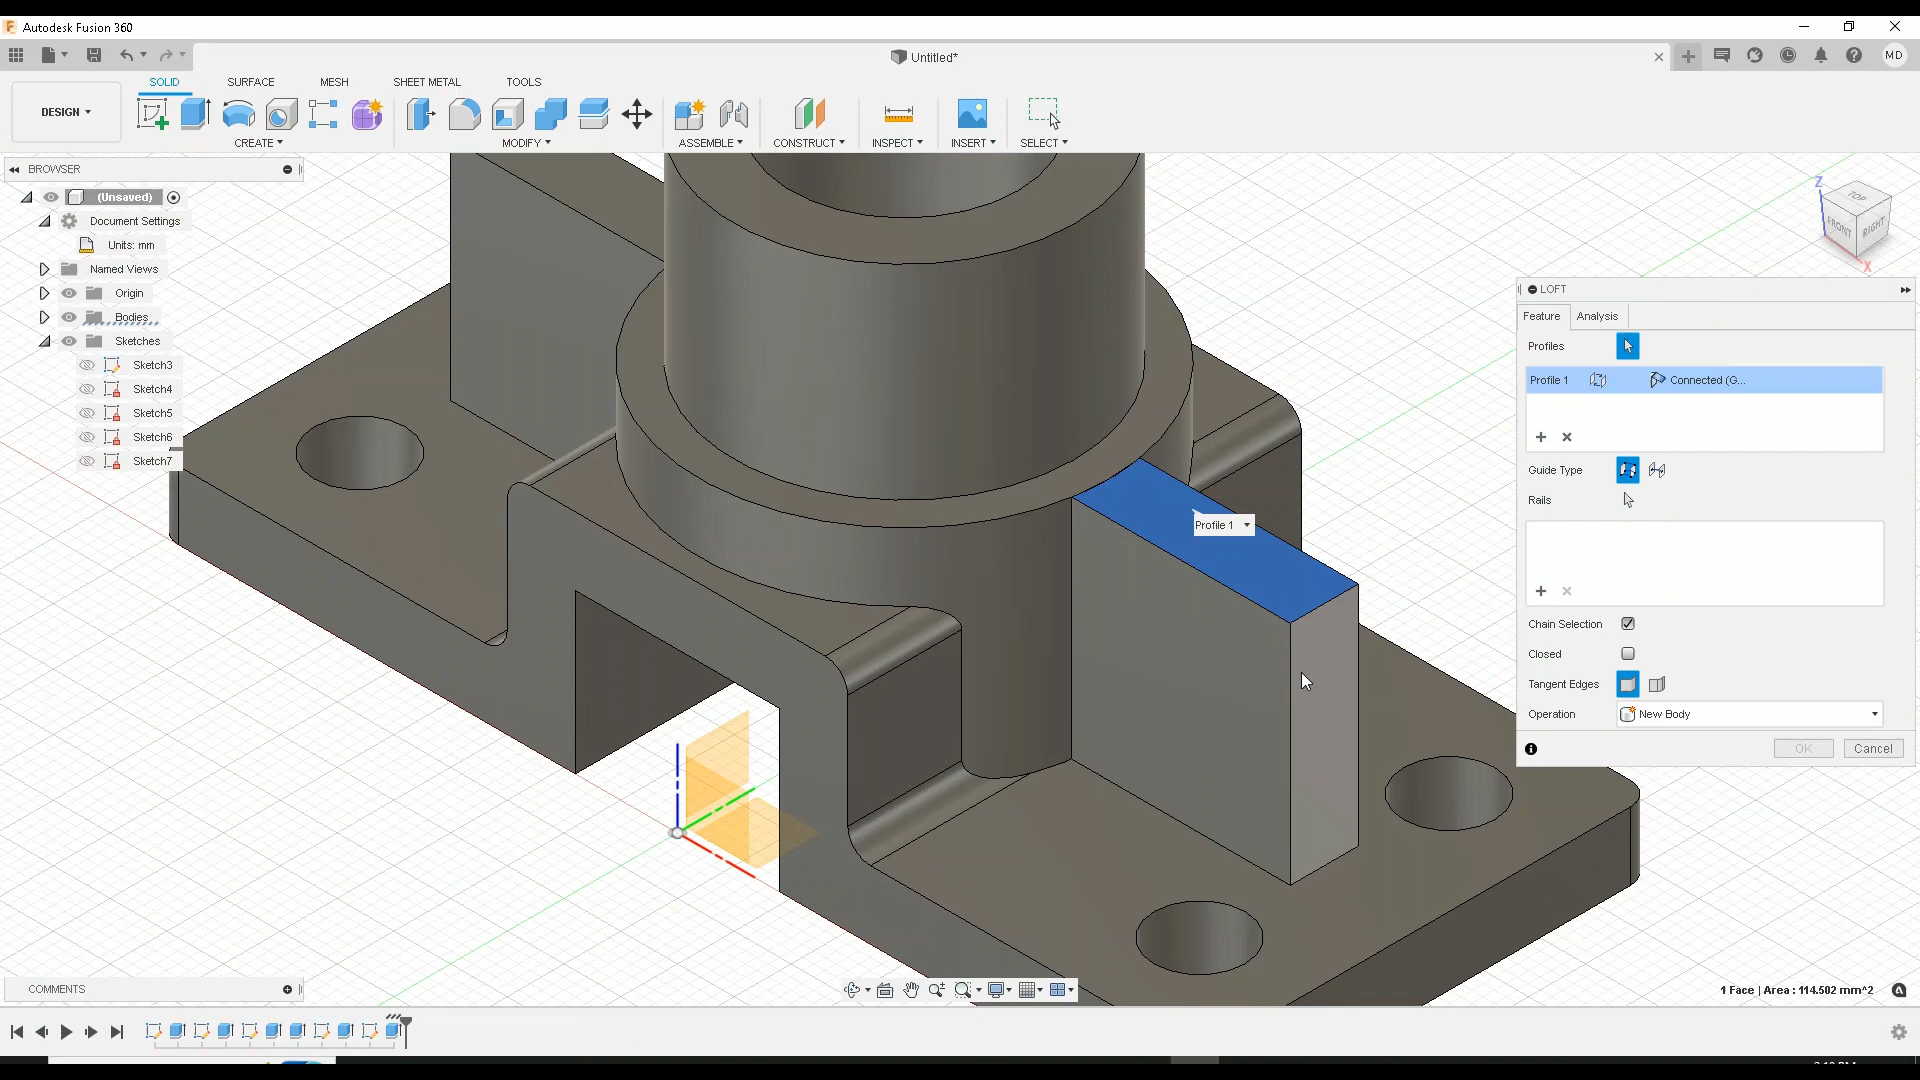 Autodesk Fusion 360
Untitled*
MD
DESIGN
SOLID
SURFACE
MESH
SHEET METAL
TOOLS
CREATE
MODIFY
ASSEMBLE
CONSTRUCT
INSPECT
INSERT
SELECT
BROWSER
(Unsaved)
Document Settings
Units: mm
Named Views
Origin
Bodies
Sketches
Sketch3
Sketch4
Sketch5
Sketch6
Sketch7
Z
TOP
FRONT
RIGHT
X
LOFT
Feature
Analysis
Profiles
Profile 1
Connected (G...
Guide Type
Rails
Chain Selection
Closed
Tangent Edges
Operation
New Body
OK
Cancel
Profile 1
COMMENTS
1 Face | Area : 114.502 mm^2